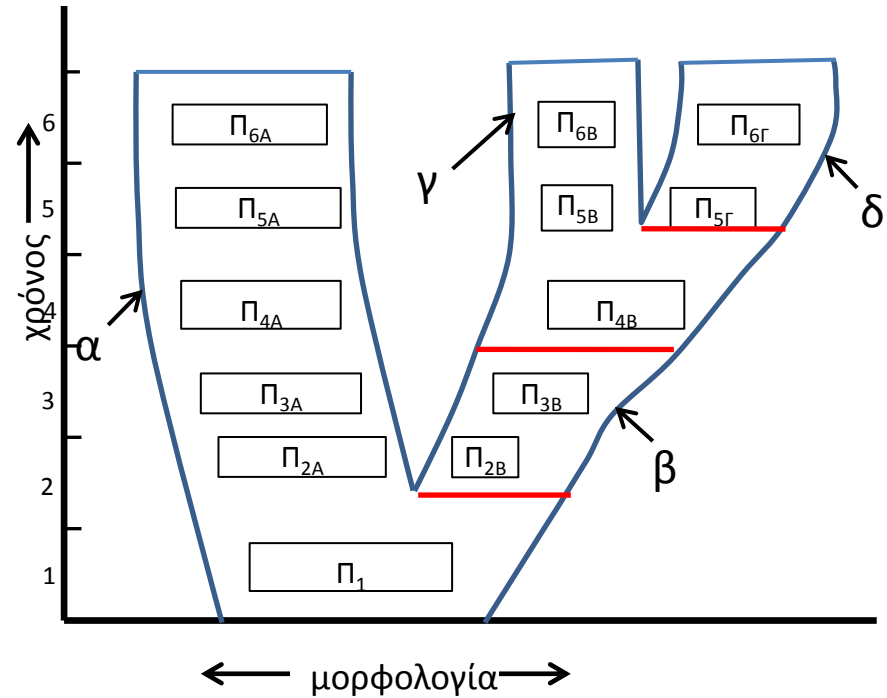 6
Π6Α
Π6Β
Π6Γ
γ
δ
5
Π5Α
Π5Β
Π5Γ
χρόνος
4
Π4Α
Π4Β
α
3
Π3Α
Π3Β
β
2
Π2Α
Π2Β
1
Π1
μορφολογία